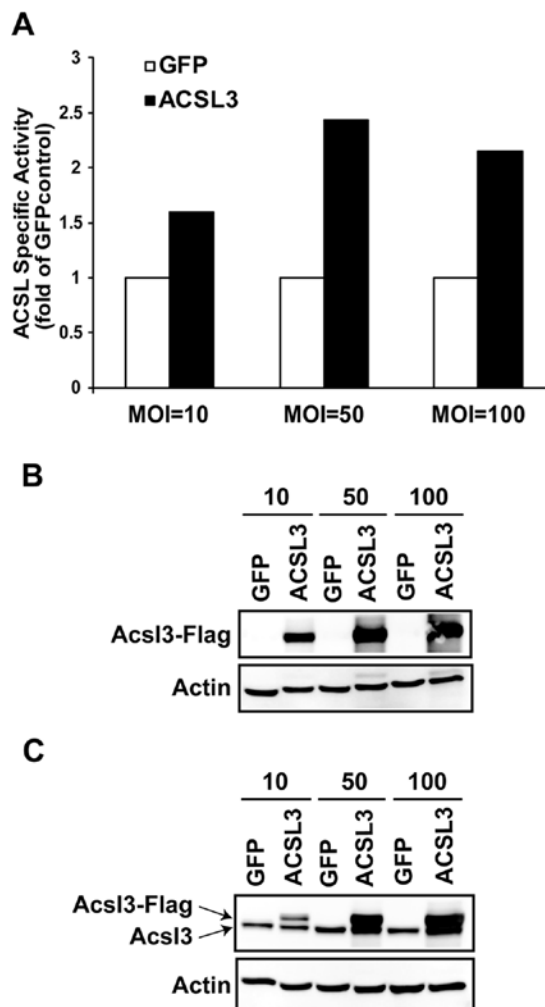 A
3
2.5
2
1.5
1
0.5
0
ACSL Specific Activity
(fold of GFPcontrol)
GFP
ACSL3
MOI=10 MOI=50 MOI=100
B
10 50 100
GFP ACSL3 GFP ACSL3 GFP ACSL3
Acsl3-Flag
Actin
C
10 50 100
GFP ACSL3 GFP ACSL3 GFP ACSL3
Acsl3-Flag
Acsl3
Actin